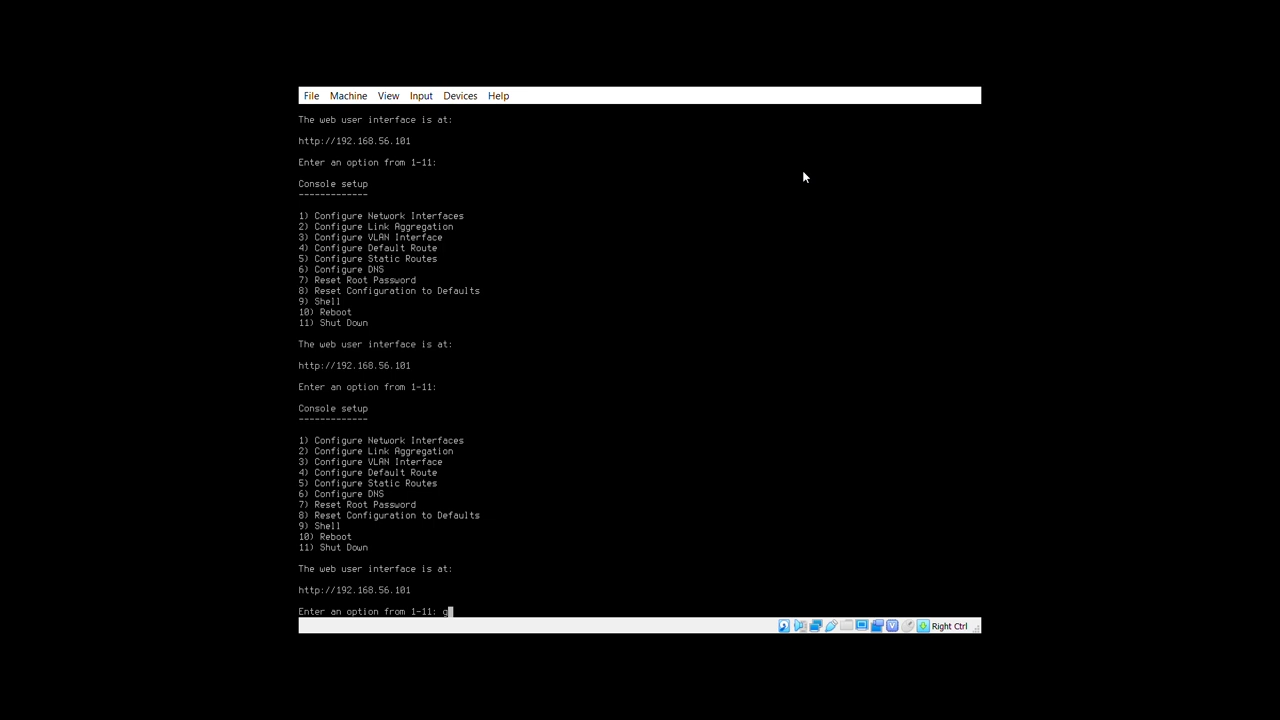 File Machine View Input Devices Help
The web user interface is at:
http://192.168.56.101
Enter an option from 1-11:
Console setup
-------------
1) Configure Network Interfaces
2) Configure Link Aggregation
3) Configure VLAN Interface
4) Configure Default Route
5) Configure Static Routes
6) Configure DNS
7) Reset Root Password
8) Reset Configuration to Defaults
9) Shell
10) Reboot
11) Shut Down
The web user interface is at:
http://192.168.56.101
Enter an option from 1-11:
Console setup
-------------
1) Configure Network Interfaces
2) Configure Link Aggregation
3) Configure VLAN Interface
4) Configure Default Route
5) Configure Static Routes
6) Configure DNS
7) Reset Root Password
8) Reset Configuration to Defaults
9) Shell
10) Reboot
11) Shut Down
The web user interface is at:
http://192.168.56.101
Enter an option from 1-11: g
Right Ctrl